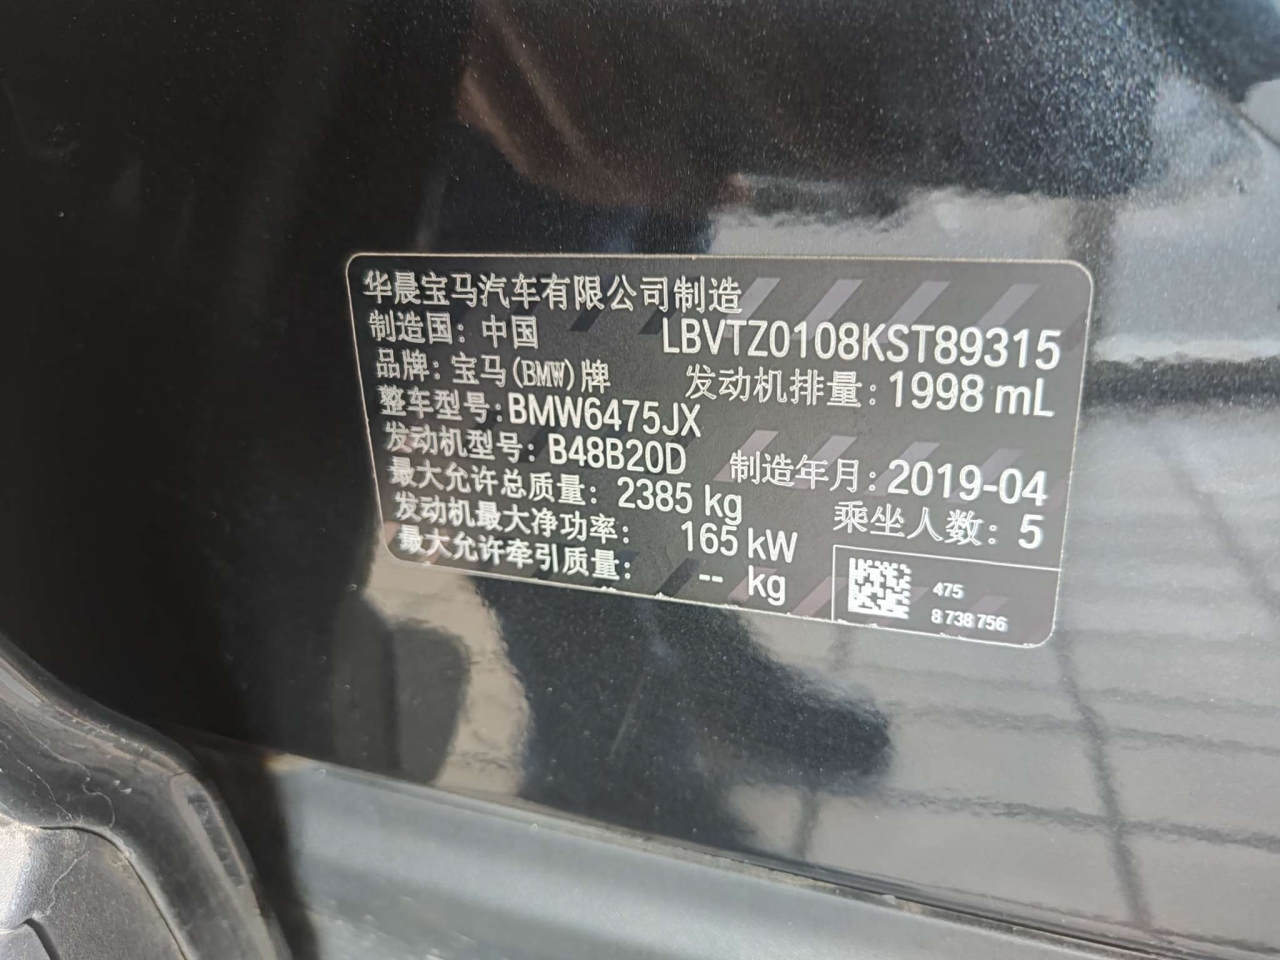 华晨宝马汽车有限公司制造
制造国：中国 LBVTZ0108KST89315
品牌：宝马(BMW)牌 发动机排量：1998 mL
整车型号：BMW6475JX
发动机型号：B48B20D 制造年月：2019-04
最大允许总质量：2385 kg 乘坐人数：5
发动机最大净功率：165 kW
最大允许牵引质量：-- kg
475
8 738 756